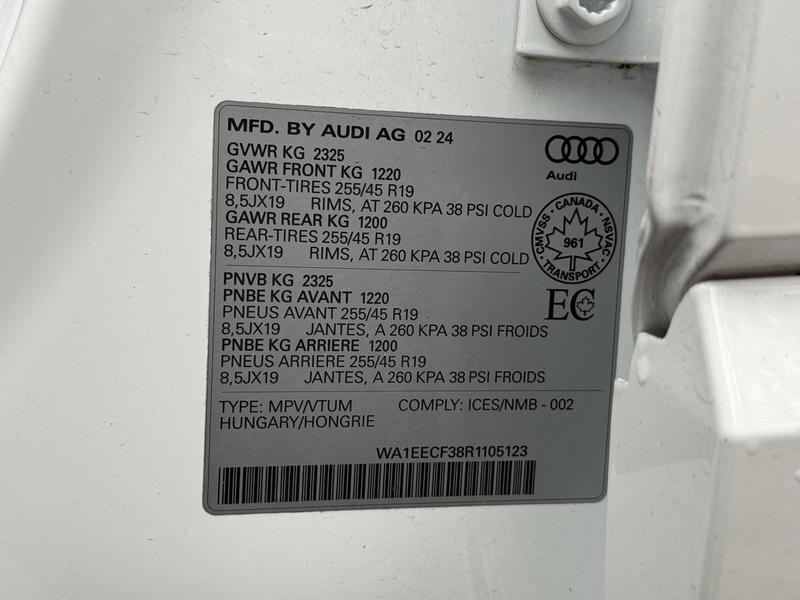 MFD. BY AUDI AG 02 24
GVWR KG 2325
GAWR FRONT KG 1220
FRONT-TIRES 255/45 R19
8,5JX19 RIMS, AT 260 KPA 38 PSI COLD
GAWR REAR KG 1200
REAR-TIRES 255/45 R19
8,5JX19 RIMS, AT 260 KPA 38 PSI COLD
Audi
CANADA
CMVSS - NSVAC
961
TRANSPORT
EC
PNVB KG 2325
PNBE KG AVANT 1220
PNEUS AVANT 255/45 R19
8,5JX19 JANTES, A 260 KPA 38 PSI FROIDS
PNBE KG ARRIERE 1200
PNEUS ARRIERE 255/45 R19
8,5JX19 JANTES, A 260 KPA 38 PSI FROIDS
TYPE: MPV/VTUM COMPLY: ICES/NMB - 002
HUNGARY/HONGRIE
WA1EECF38R1105123